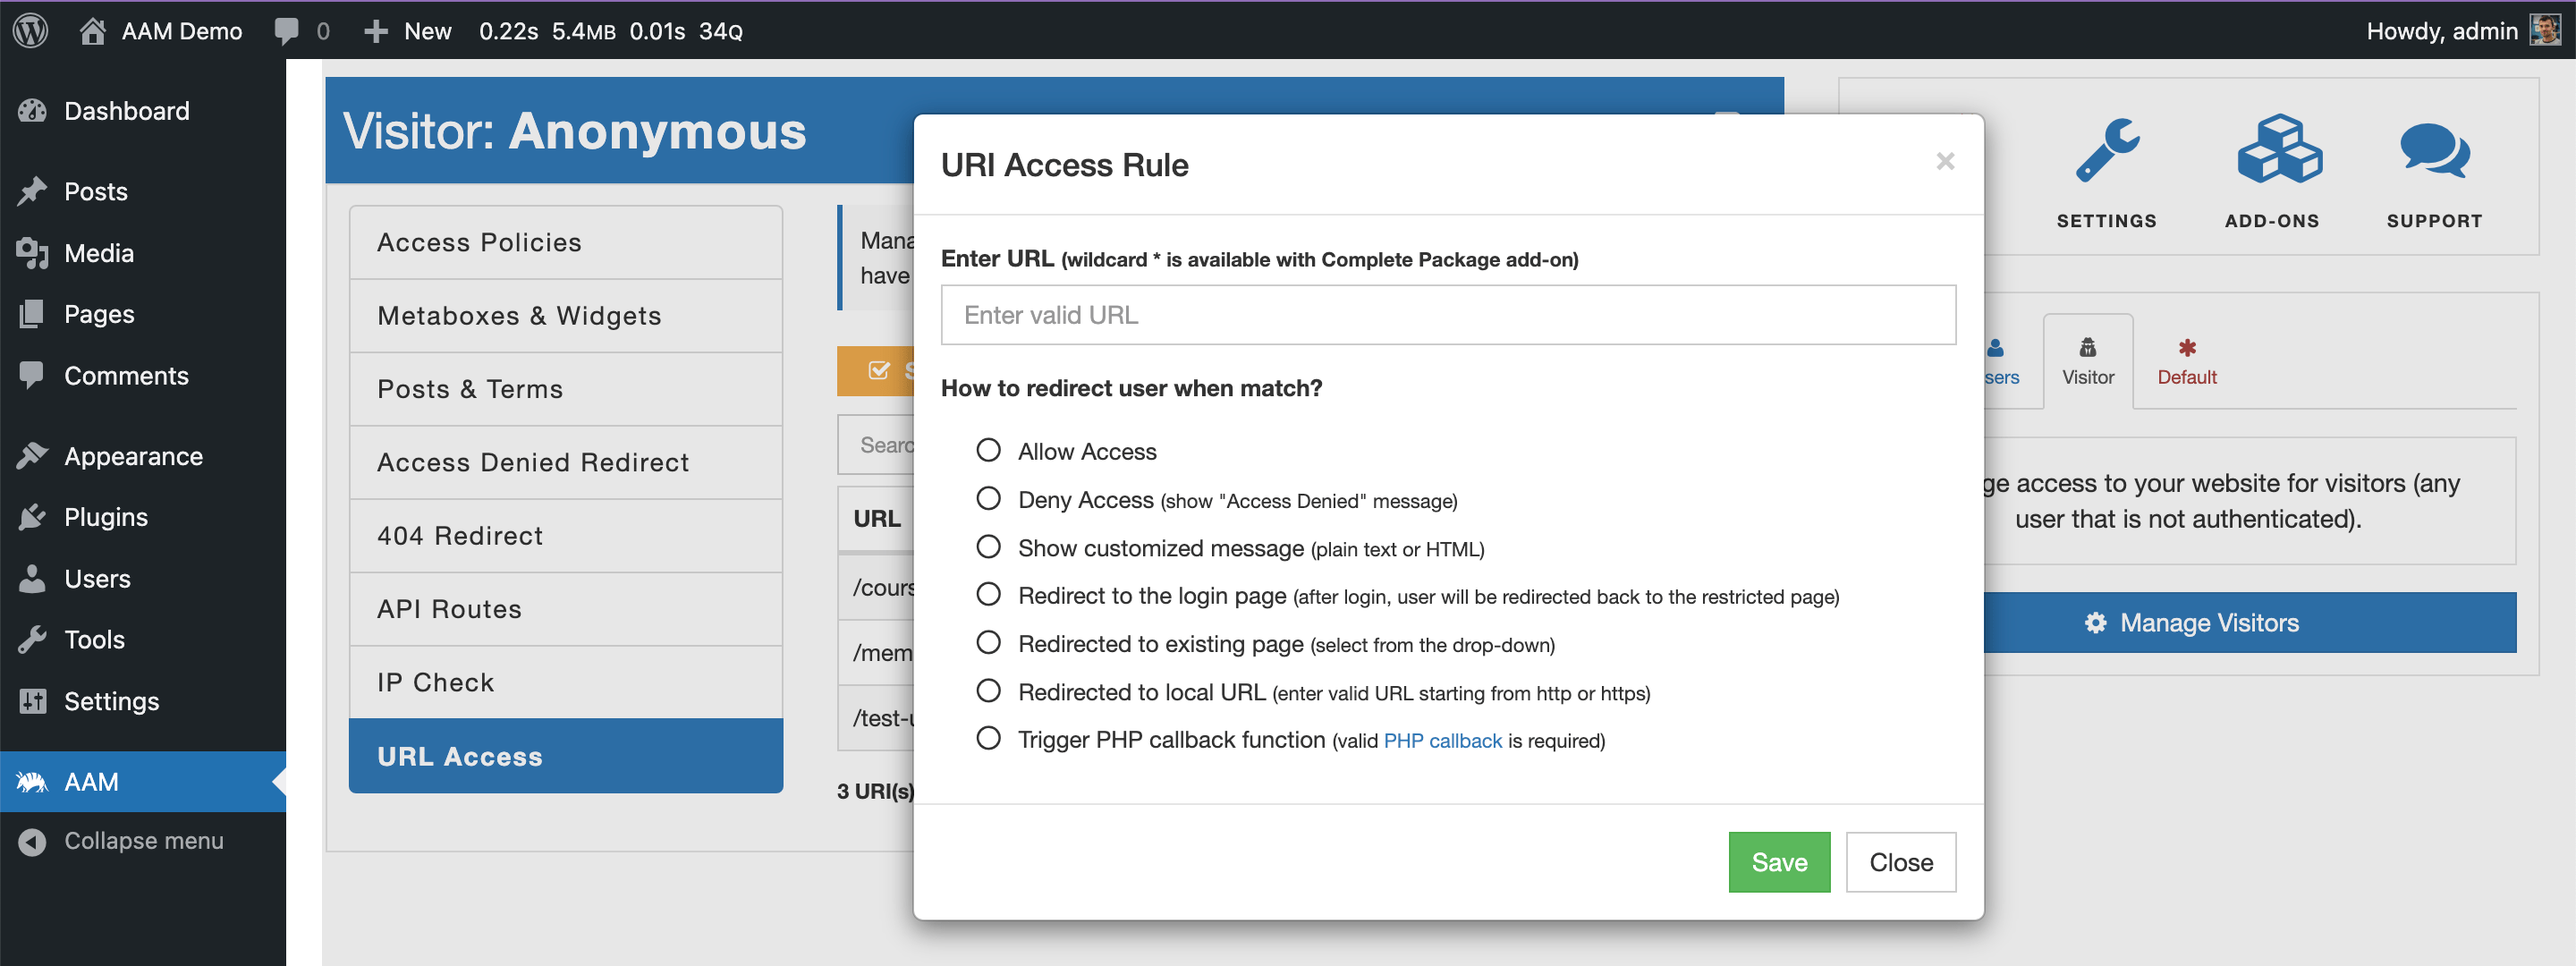 AAM Demo 0 New 0.22s 5.4MB 0.01s 34Q
Howdy, admin
Dashboard
Posts
Media
Pages
Comments
Appearance
Plugins
Users
Tools
Settings
AAM
Collapse menu
Visitor: Anonymous
Access Policies
Metaboxes & Widgets
Posts & Terms
Access Denied Redirect
404 Redirect
API Routes
IP Check
URL Access
have
URL
3 URI(s)
URI Access Rule
×
Enter URL (wildcard * is available with Complete Package add-on)
Enter valid URL
How to redirect user when match?
Allow Access
Deny Access (show "Access Denied" message)
Show customized message (plain text or HTML)
Redirect to the login page (after login, user will be redirected back to the restricted page)
Redirected to existing page (select from the drop-down)
Redirected to local URL (enter valid URL starting from http or https)
Trigger PHP callback function (valid PHP callback is required)
Save
Close
SETTINGS
ADD-ONS
SUPPORT
Visitor
Default
access to your website for visitors (any
user that is not authenticated).
Manage Visitors